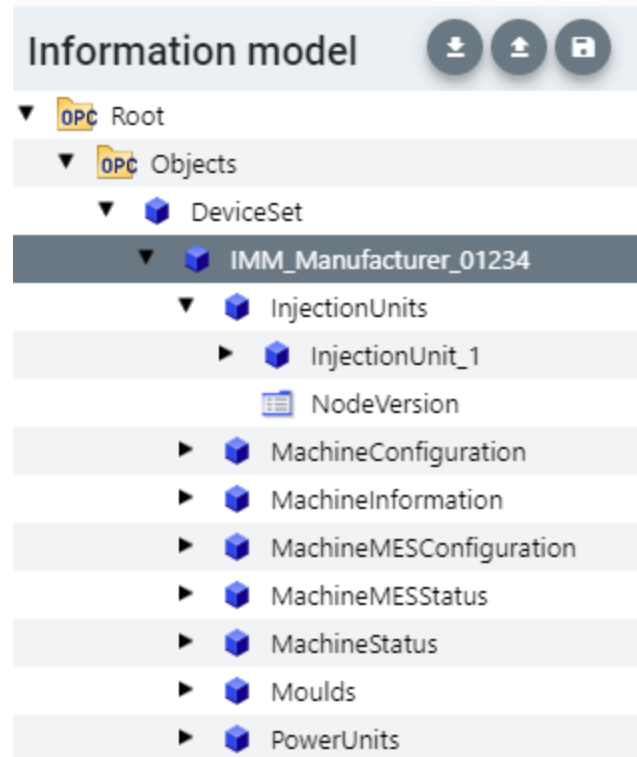 Information model
OPC Root
OPC Objects
DeviceSet
IMM_Manufacturer_01234
InjectionUnits
InjectionUnit_1
NodeVersion
MachineConfiguration
MachineInformation
MachineMESConfiguration
MachineMESStatus
MachineStatus
Moulds
PowerUnits